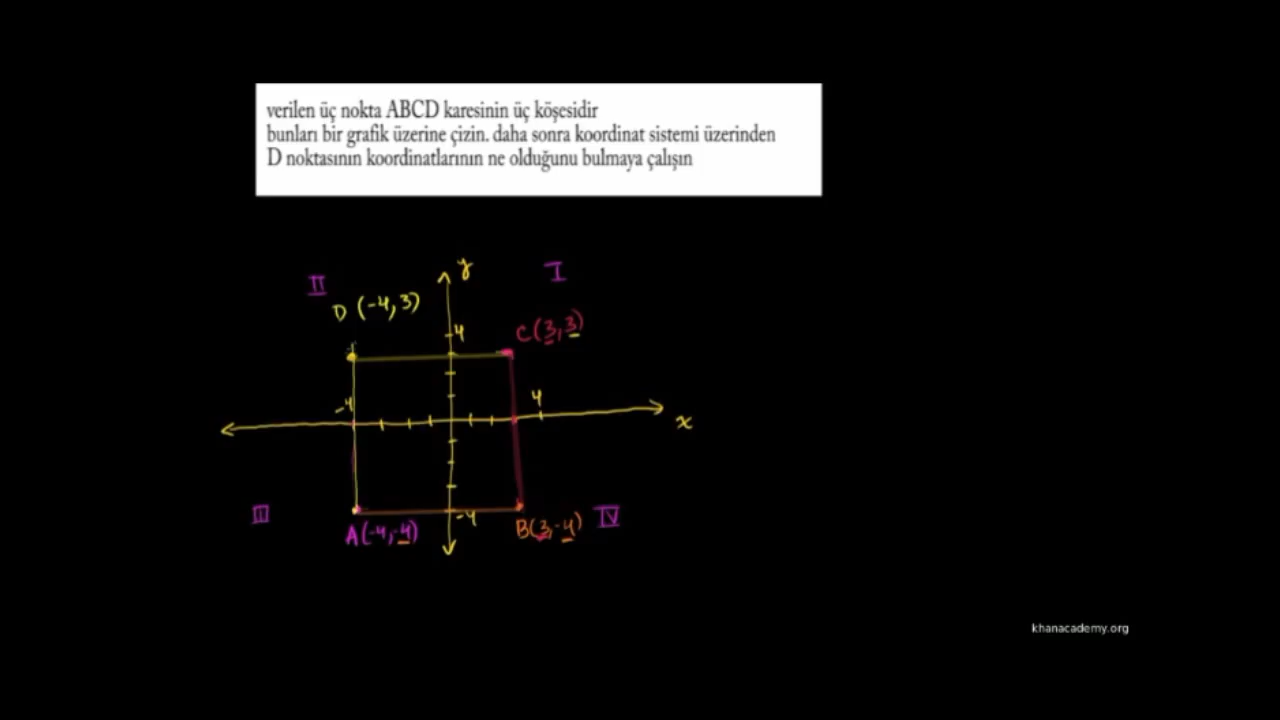 verilen üç nokta ABCD karesinin üç köşesidir
bunları bir grafik üzerine çizin. daha sonra koordinat sistemi üzerinden
D noktasının koordinatlarının ne olduğunu bulmaya çalışın
II
y
I
D (-4,3)
4
C(3,3)
-4
4
x
III
A(-4,-4)
-4
B(3,-4)
IV
khanacademy.org